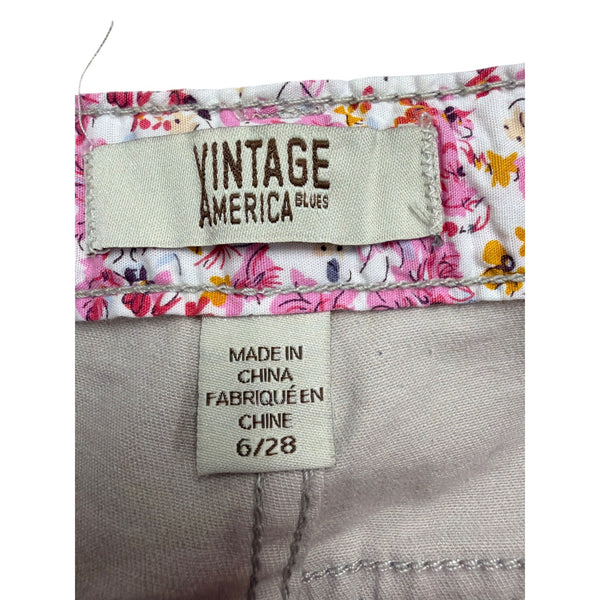 VINTAGE
AMERICA BLUES
MADE IN
CHINA
FABRIQUÉ EN
CHINE
6/28